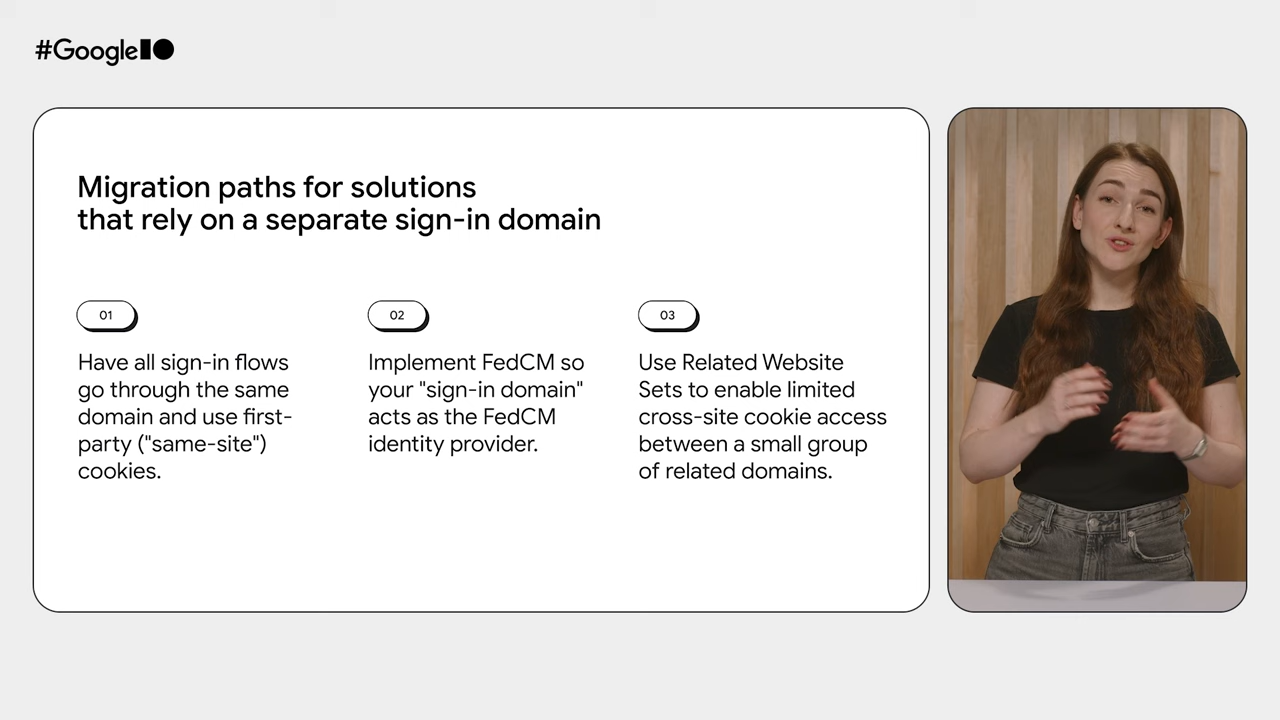 #Google IO
Migration paths for solutions
that rely on a separate sign-in domain
01
Have all sign-in flows
go through the same
domain and use first-
party ("same-site")
cookies.
02
Implement FedCM so
your "sign-in domain"
acts as the FedCM
identity provider.
03
Use Related Website
Sets to enable limited
cross-site cookie access
between a small group
of related domains.